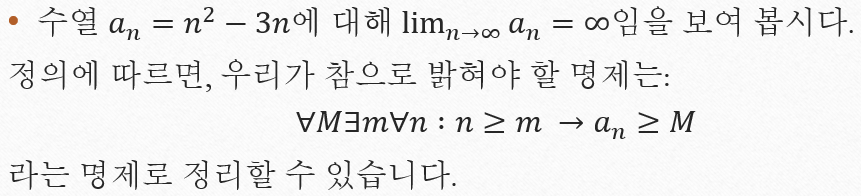 • 수열 aₙ = n² − 3n에 대해 limₙ→∞ aₙ = ∞임을 보여 봅시다.
정의에 따르면, 우리가 참으로 밝혀야 할 명제는:
∀M∃m∀n : n ≥ m → aₙ ≥ M
라는 명제로 정리할 수 있습니다.